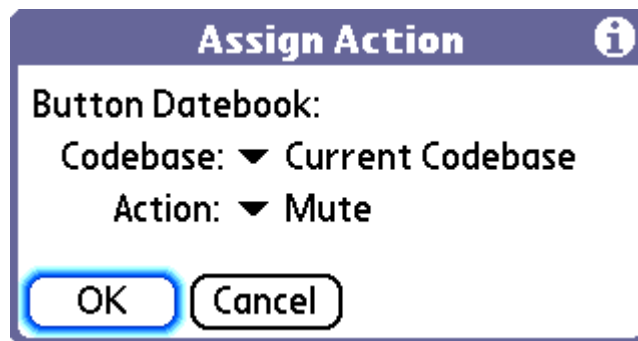 Assign Action
Button Datebook:
Codebase: Current Codebase
Action: Mute
OK Cancel